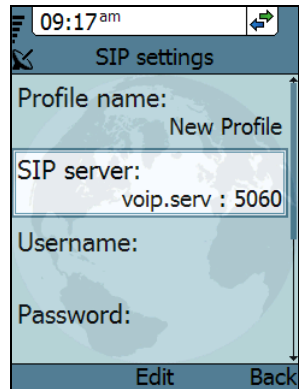 09:17am
SIP settings
Profile name:
New Profile
SIP server:
voip.serv : 5060
Username:
Password:
Edit Back